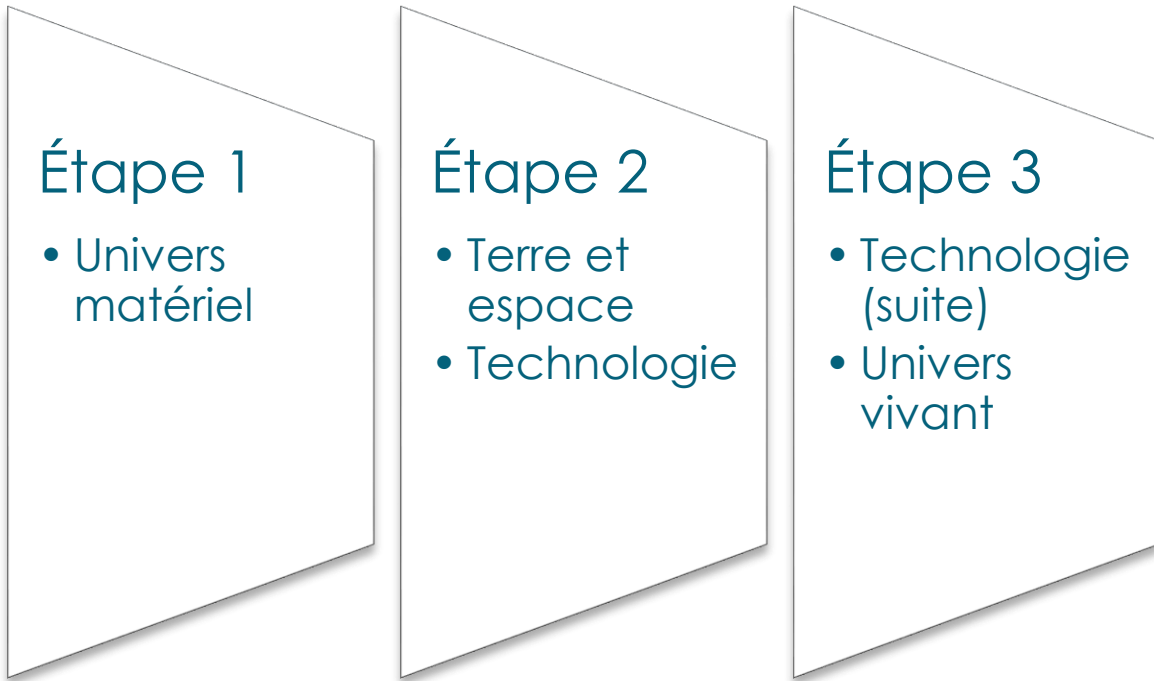 Étape 1
• Univers
matériel
Étape 2
• Terre et
espace
• Technologie
Étape 3
• Technologie
(suite)
• Univers
vivant